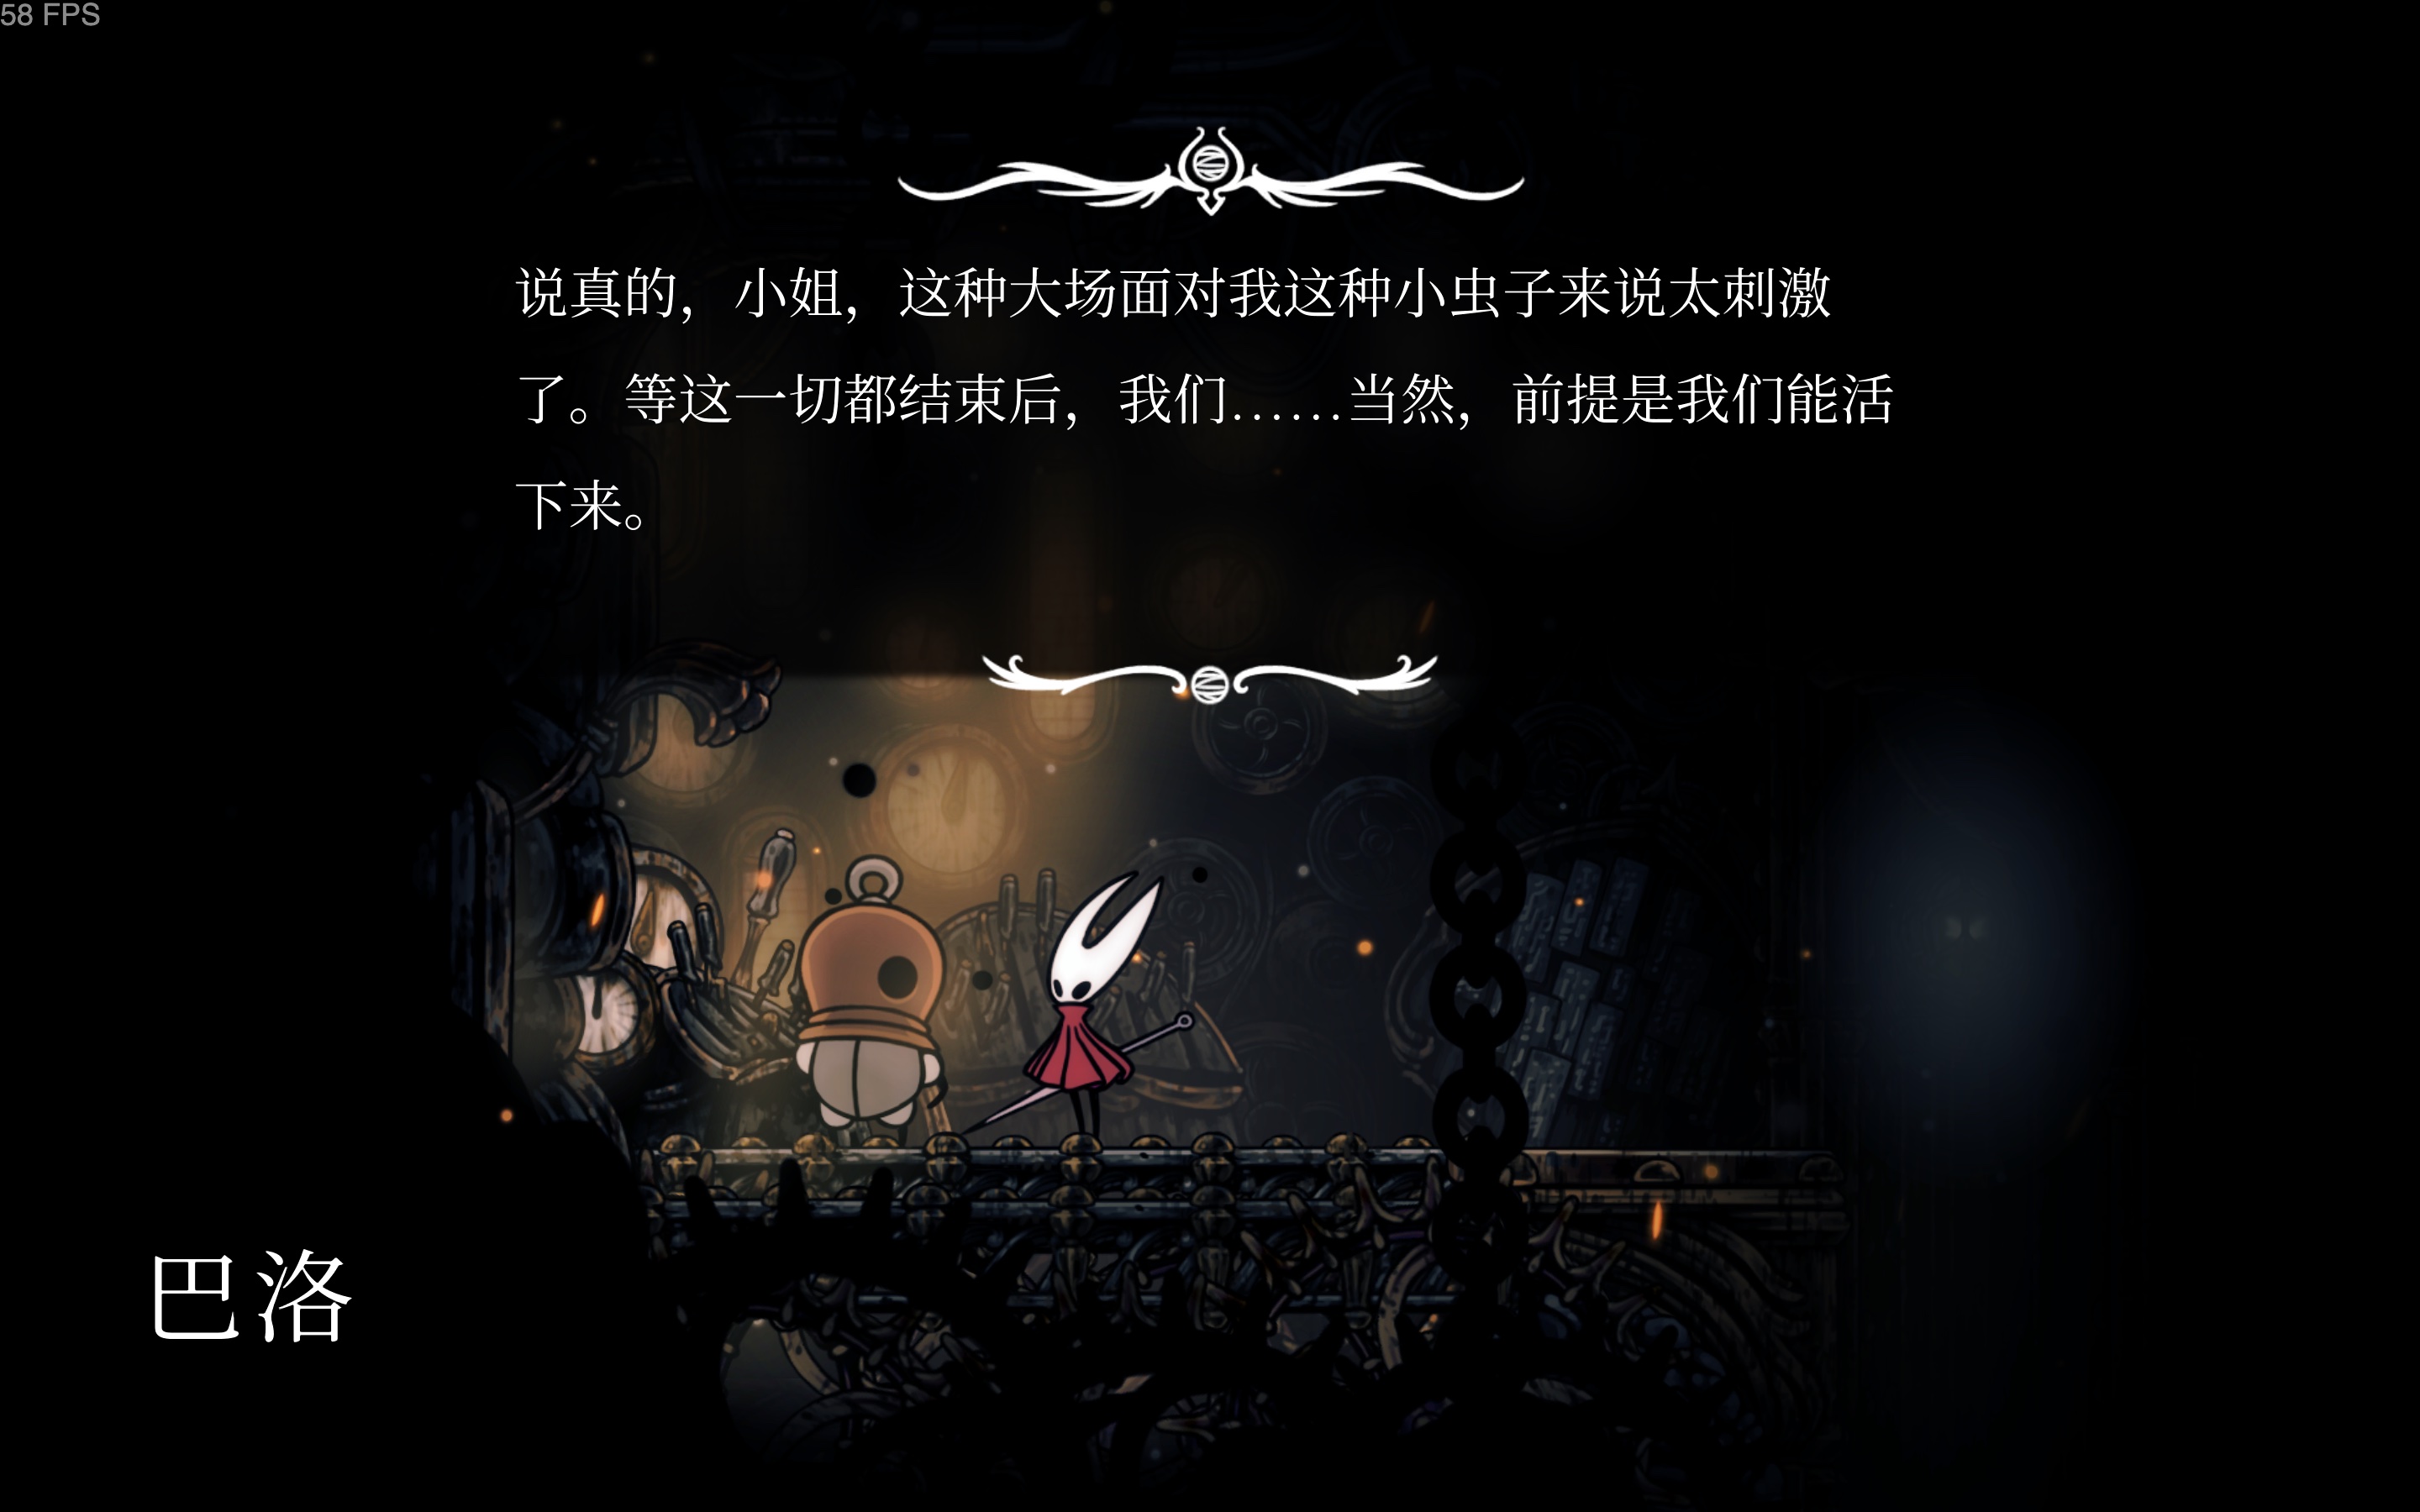 58 FPS
说真的，小姐，这种大场面对我这种小虫子来说太刺激
了。等这一切都结束后，我们……当然，前提是我们能活
下来。
巴洛